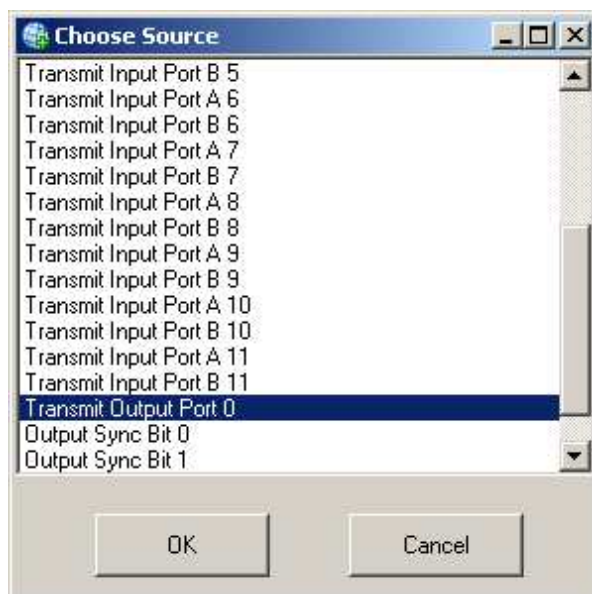 Choose Source
Transmit Input Port B 5
Transmit Input Port A 6
Transmit Input Port B 6
Transmit Input Port A 7
Transmit Input Port B 7
Transmit Input Port A 8
Transmit Input Port B 8
Transmit Input Port A 9
Transmit Input Port B 9
Transmit Input Port A 10
Transmit Input Port B 10
Transmit Input Port A 11
Transmit Input Port B 11
Transmit Output Port 0
Output Sync Bit 0
Output Sync Bit 1
OK Cancel